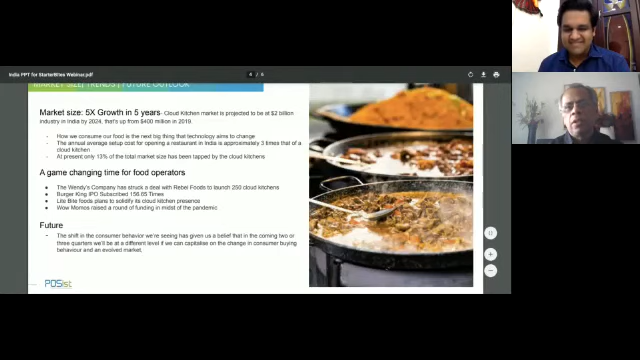 India PPT for Startertities Webinar.pdf
4 / 6
MARKET SIZE| TRENDS | FUTURE OUTLOOK
Market size: 5X Growth in 5 years- Cloud Kitchen market is projected to be at $2 billion
industry in India by 2024, that's up from $400 million in 2019.
- How we consume our food is the next big thing that technology aims to change
- The annual average setup cost for opening a restaurant in India is approximately 3 times that of a
cloud kitchen
- At present only 13% of the total market size has been tapped by the cloud kitchens
A game changing time for food operators
- The Wendy's Company has struck a deal with Rebel Foods to launch 250 cloud kitchens
- Burger King IPO Subscribed 156.65 Times
- Lite Bite foods plans to solidify its cloud kitchen presence
- Wow Momos raised a round of funding in midst of the pandemic
Future
- The shift in the consumer behavior we're seeing has given us a belief that in the coming two or
three quarters we'll be at a different level if we can capitalise on the change in consumer buying
behaviour and an evolved market.
POSist